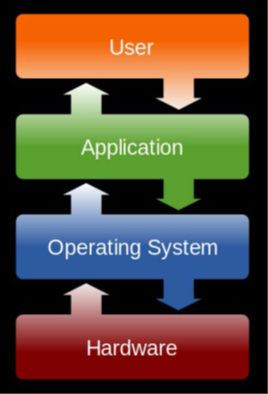 User
Application
Operating System
Hardware